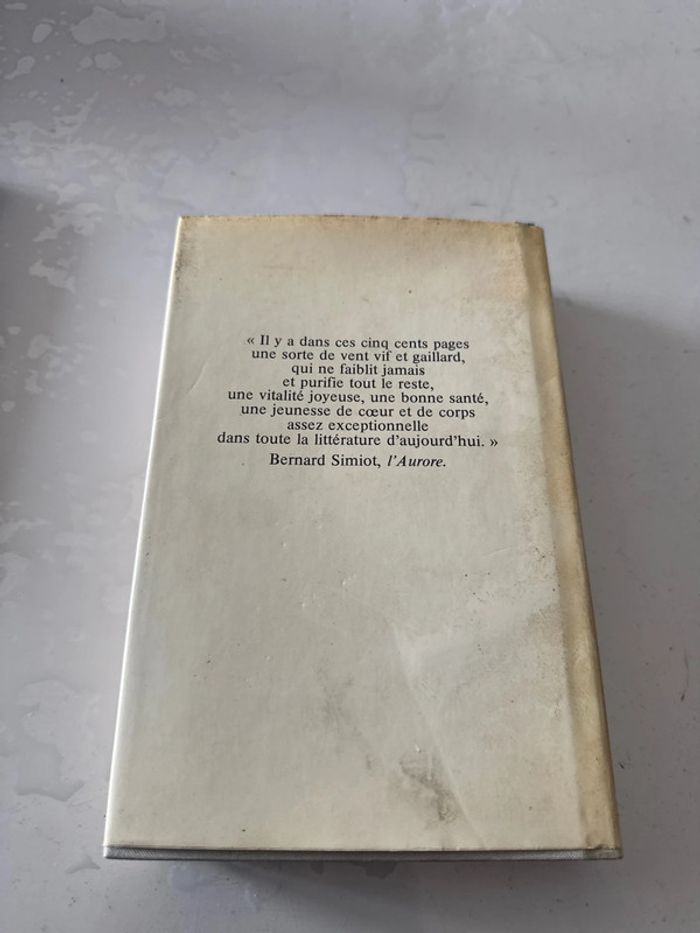 « Il y a dans ces cinq cents pages
une sorte de vent vif et gaillard,
qui ne faiblit jamais
et purifie tout le reste,
une vitalité joyeuse, une bonne santé,
une jeunesse de cœur et de corps
assez exceptionnelle
dans toute la littérature d'aujourd'hui. »
Bernard Simiot, l'Aurore.